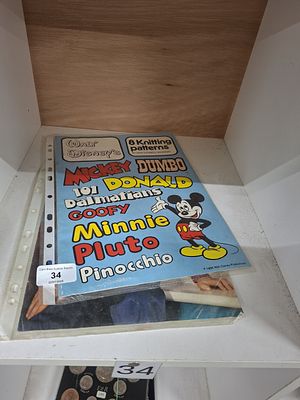 Walt Disney's
8 Knitting patterns
MICKEY DUMBO
101 DONALD
Dalmatians
GOOFY
Minnie
Pluto
Pinocchio
34
34